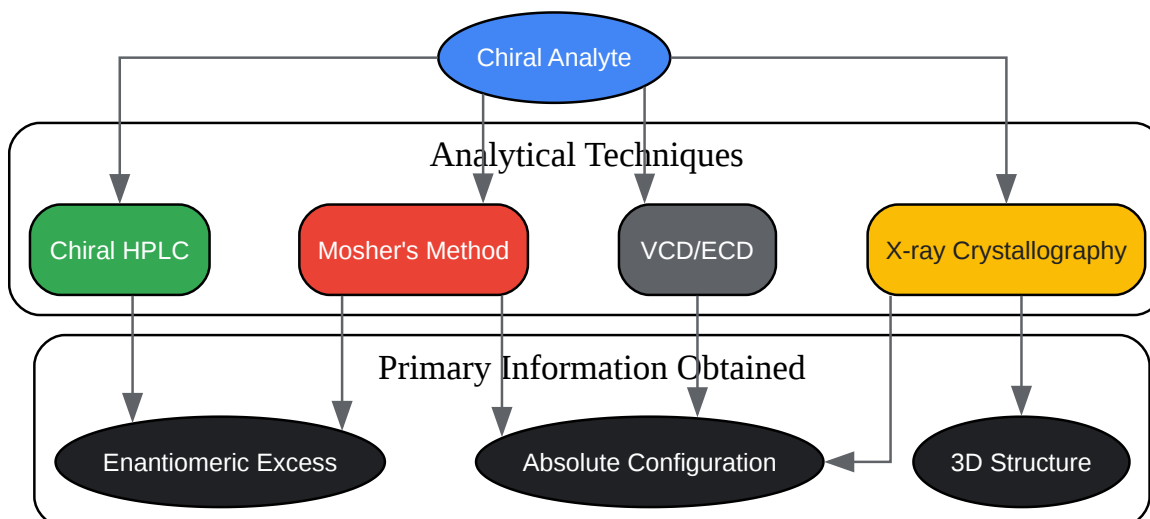 Chiral Analyte
Analytical Techniques
Chiral HPLC
Mosher's Method
VCD/ECD
X-ray Crystallography
Primary Information Obtained
Enantiomeric Excess
Absolute Configuration
3D Structure